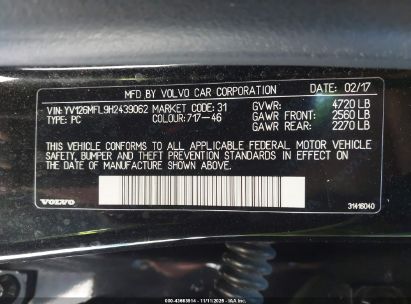 MFD BY VOLVO CAR CORPORATION DATE: 02/17
VIN: YV126MFL9H2439062 MARKET CODE: 31 GVWR: 4720 LB
TYPE: PC COLOUR: 717-46 GAWR FRONT: 2560 LB
GAWR REAR: 2270 LB
THIS VEHICLE CONFORMS TO ALL APPLICABLE FEDERAL MOTOR VEHICLE
SAFETY, BUMPER AND THEFT PREVENTION STANDARDS IN EFFECT ON THE
DATE OF MANUFACTURE SHOWN ABOVE.
VOLVO 31416040